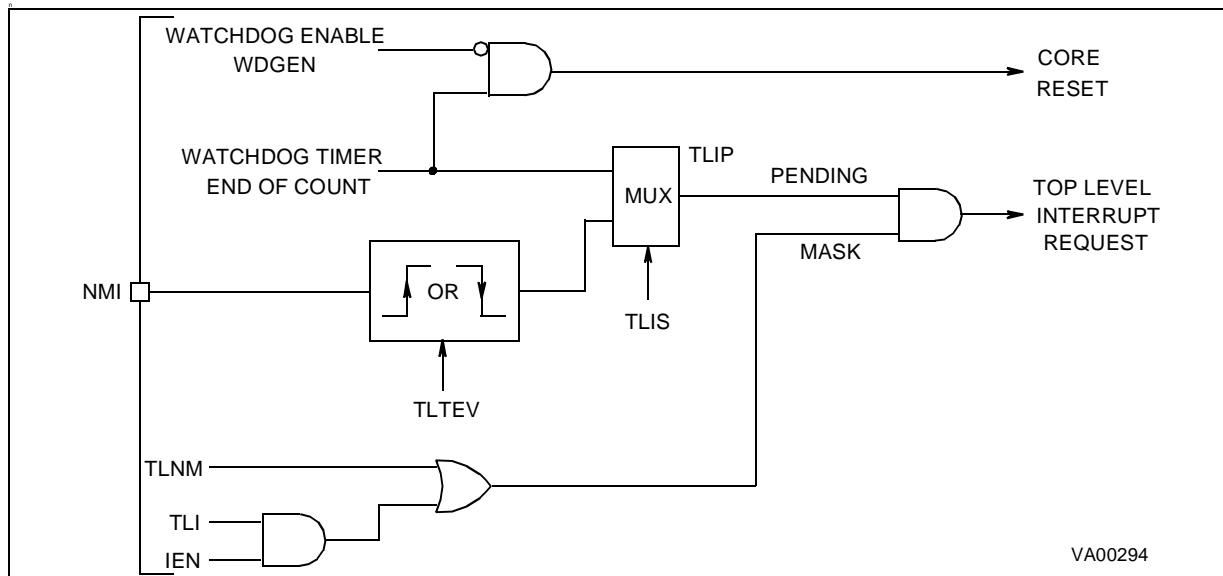 WATCHDOG ENABLE
WDGEN
CORE
RESET
WATCHDOG TIMER
END OF COUNT
TLIP
MUX
PENDING
TOP LEVEL
INTERRUPT
REQUEST
MASK
NMI
OR
TLIS
TLTEV
TLNM
TLI
IEN
VA00294